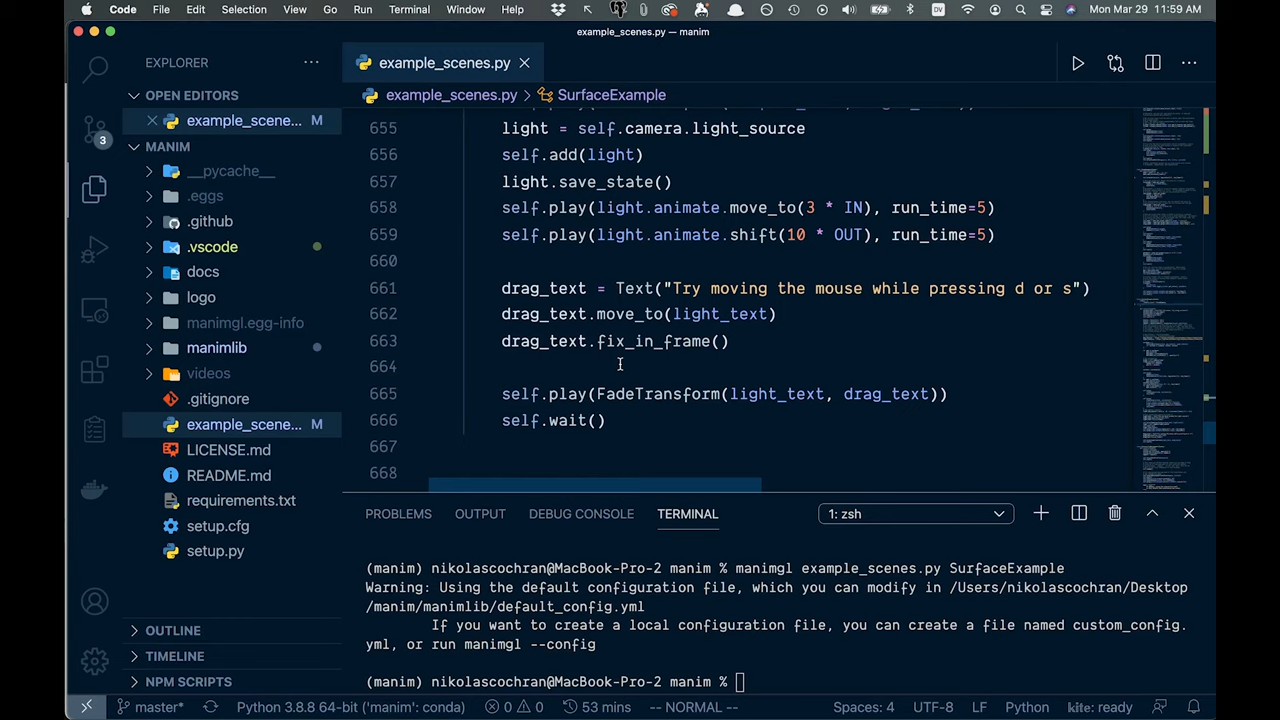 Code File Edit Selection View Go Run Terminal Window Help DV Mon Mar 29 11:59 AM
example_scenes.py — manim
EXPLORER
OPEN EDITORS
example_scene... M
MANIM
__pycache__
.eggs
.github
.vscode
docs
logo
manimgl.egg-info
manimlib
videos
.gitignore
example_scene... M
LICENSE.md
README.md
requirements.txt
setup.cfg
setup.py
OUTLINE
TIMELINE
NPM SCRIPTS
3
example_scenes.py
example_scenes.py > SurfaceExample
655 light = self.camera.light_source
656 self.add(light)
657 light.save_state()
658 self.play(light.animate.move_to(3 * IN), run_time=5)
659 self.play(light.animate.shift(10 * OUT), run_time=5)
660
661 drag_text = Text("Try moving the mouse while pressing d or s")
662 drag_text.move_to(light_text)
663 drag_text.fix_in_frame()
664
665 self.play(FadeTransform(light_text, drag_text))
666 self.wait()
667
668
PROBLEMS OUTPUT DEBUG CONSOLE TERMINAL 1: zsh
(manim) nikolascochran@MacBook-Pro-2 manim % manimgl example_scenes.py SurfaceExample
Warning: Using the default configuration file, which you can modify in /Users/nikolascochran/Desktop
/manim/manimlib/default_config.yml
If you want to create a local configuration file, you can create a file named custom_config.
yml, or run manimgl --config
(manim) nikolascochran@MacBook-Pro-2 manim %
master* Python 3.8.8 64-bit ('manim': conda) 0 0 53 mins -- NORMAL -- Spaces: 4 UTF-8 LF Python kite: ready